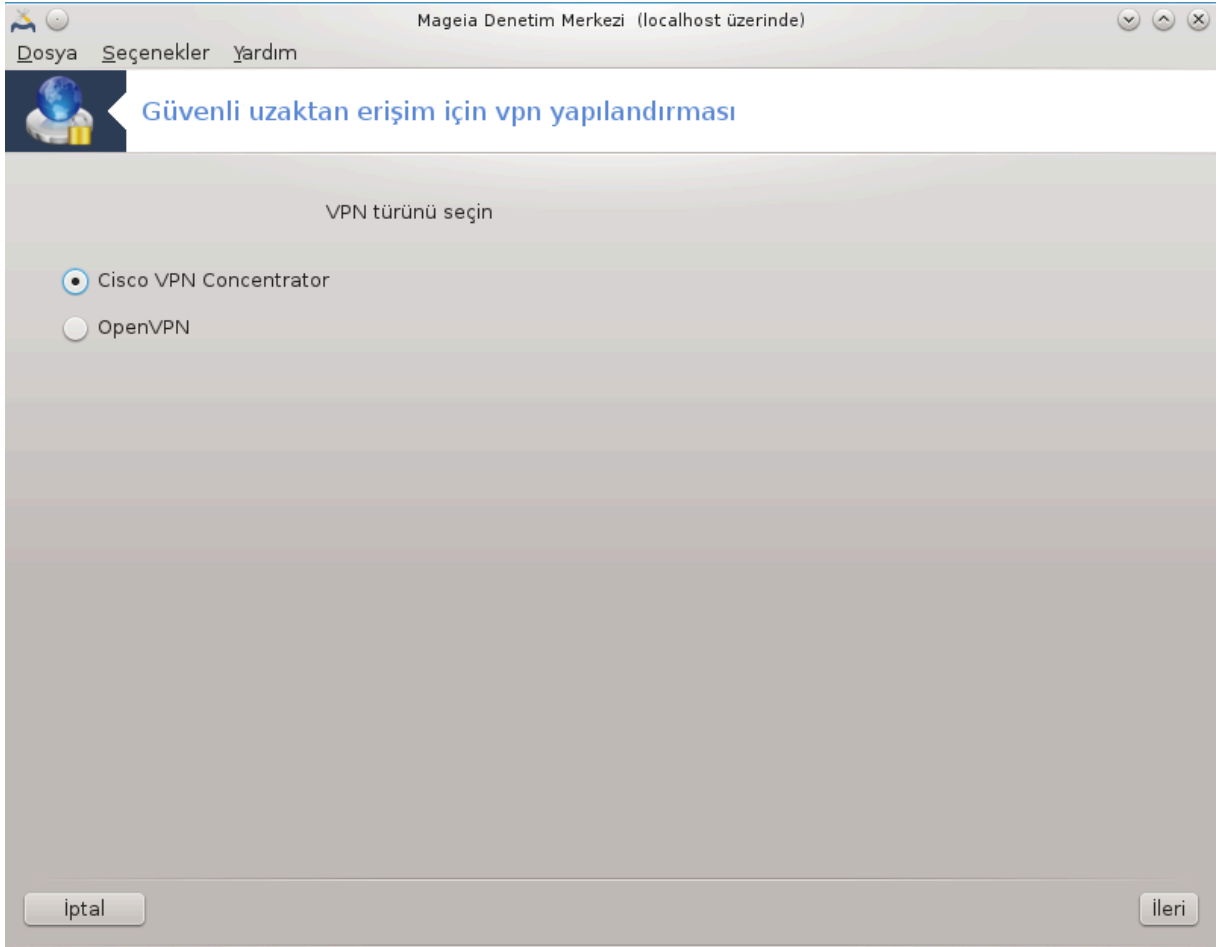 Mageia Denetim Merkezi (localhost üzerinde)
Dosya Seçenekler Yardım
Güvenli uzaktan erişim için vpn yapılandırması
VPN türünü seçin
Cisco VPN Concentrator
OpenVPN
İptal
İleri